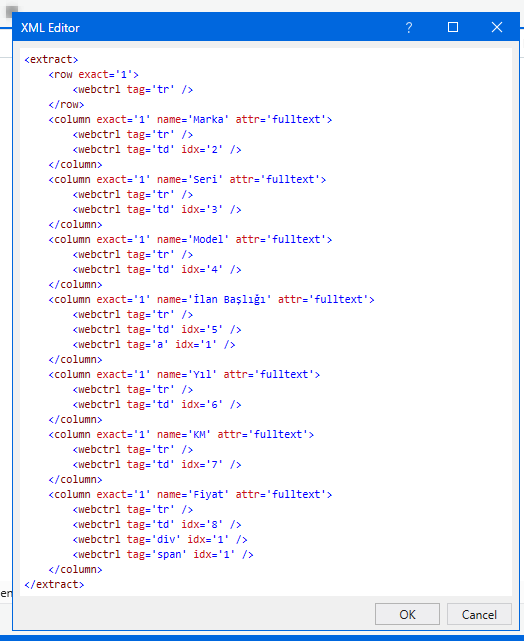 XML Editor
?
<extract>
    <row exact='1'>
        <webctrl tag='tr' />
    </row>
    <column exact='1' name='Marka' attr='fulltext'>
        <webctrl tag='tr' />
        <webctrl tag='td' idx='2' />
    </column>
    <column exact='1' name='Seri' attr='fulltext'>
        <webctrl tag='tr' />
        <webctrl tag='td' idx='3' />
    </column>
    <column exact='1' name='Model' attr='fulltext'>
        <webctrl tag='tr' />
        <webctrl tag='td' idx='4' />
    </column>
    <column exact='1' name='İlan Başlığı' attr='fulltext'>
        <webctrl tag='tr' />
        <webctrl tag='td' idx='5' />
        <webctrl tag='a' idx='1' />
    </column>
    <column exact='1' name='Yıl' attr='fulltext'>
        <webctrl tag='tr' />
        <webctrl tag='td' idx='6' />
    </column>
    <column exact='1' name='KM' attr='fulltext'>
        <webctrl tag='tr' />
        <webctrl tag='td' idx='7' />
    </column>
    <column exact='1' name='Fiyat' attr='fulltext'>
        <webctrl tag='tr' />
        <webctrl tag='td' idx='8' />
        <webctrl tag='div' idx='1' />
        <webctrl tag='span' idx='1' />
    </column>
</extract>
en
OK
Cancel